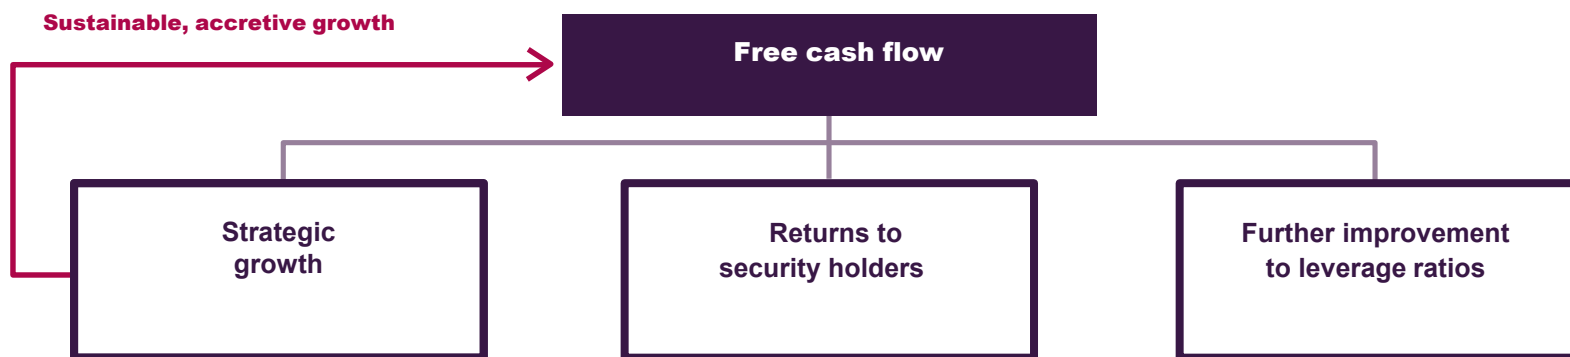 Sustainable, accretive growth
Free cash flow
Strategic
growth
Returns to
security holders
Further improvement
to leverage ratios